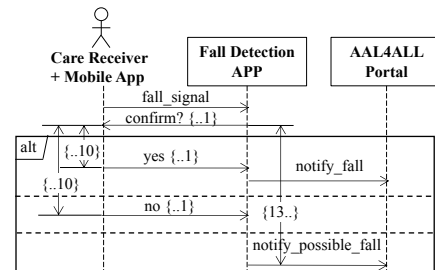 Care Receiver
+ Mobile App
Fall Detection
APP
AAL4ALL
Portal
fall_signal
confirm? {..1}
alt
{..10}
yes {..1}
notify_fall
{..10}
no {..1}
{13..}
notify_possible_fall